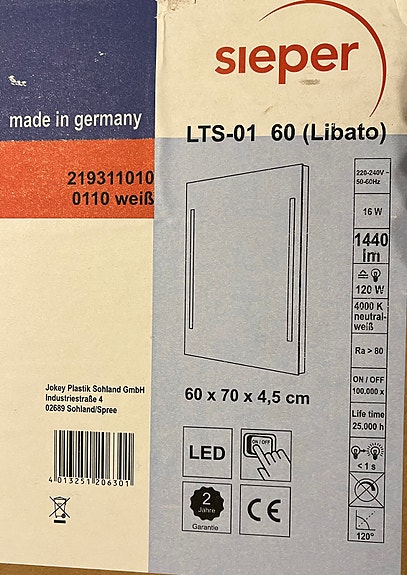 sieper
made in germany
LTS-01 60 (Libato)
219311010
0110 weiß
220-240V ~
50-60Hz
16 W
1440
lm
120 W
4000 K
neutral-
weiß
Ra > 80
ON / OFF
100,000 x
Life time
25.000 h
< 1 s
120°
60 x 70 x 4,5 cm
Jokey Plastik Sohland GmbH
Industriestraße 4
02689 Sohland/Spree
4 013251 206301
LED
ON / OFF
2
Jahre
Garantie
CE